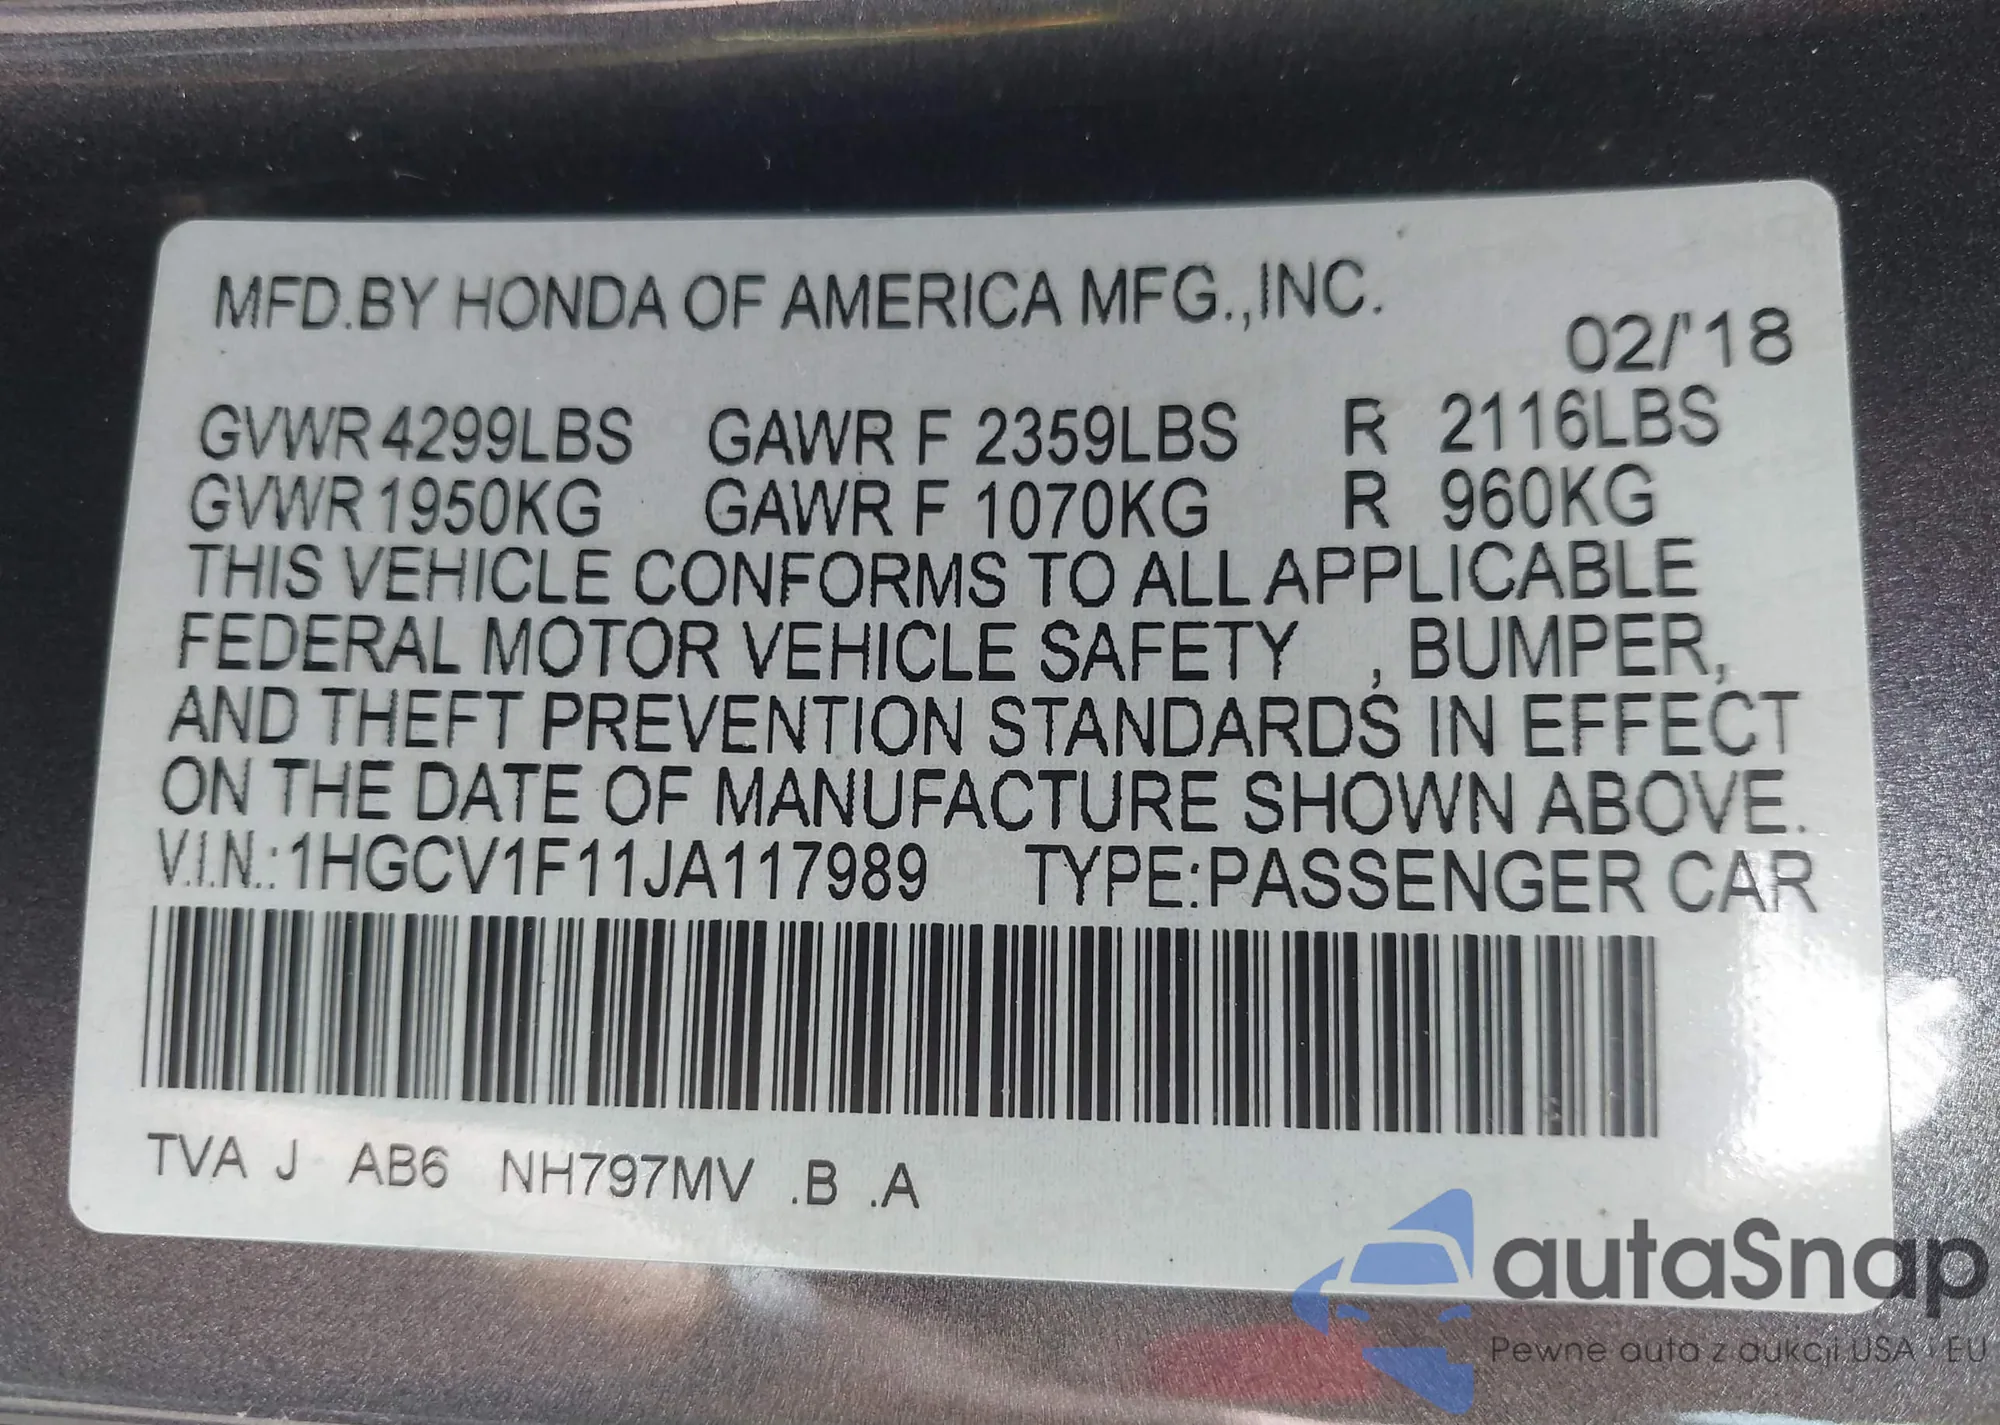 MFD.BY HONDA OF AMERICA MFG.,INC.
02/'18
GVWR 4299LBS GAWR F 2359LBS R 2116LBS
GVWR 1950KG GAWR F 1070KG R 960KG
THIS VEHICLE CONFORMS TO ALL APPLICABLE
FEDERAL MOTOR VEHICLE SAFETY , BUMPER,
AND THEFT PREVENTION STANDARDS IN EFFECT
ON THE DATE OF MANUFACTURE SHOWN ABOVE.
V.I.N.:1HGCV1F11JA117989 TYPE:PASSENGER CAR
TVA J AB6 NH797MV .B .A
autaSnap
Pewne auta z aukcji USA i EU